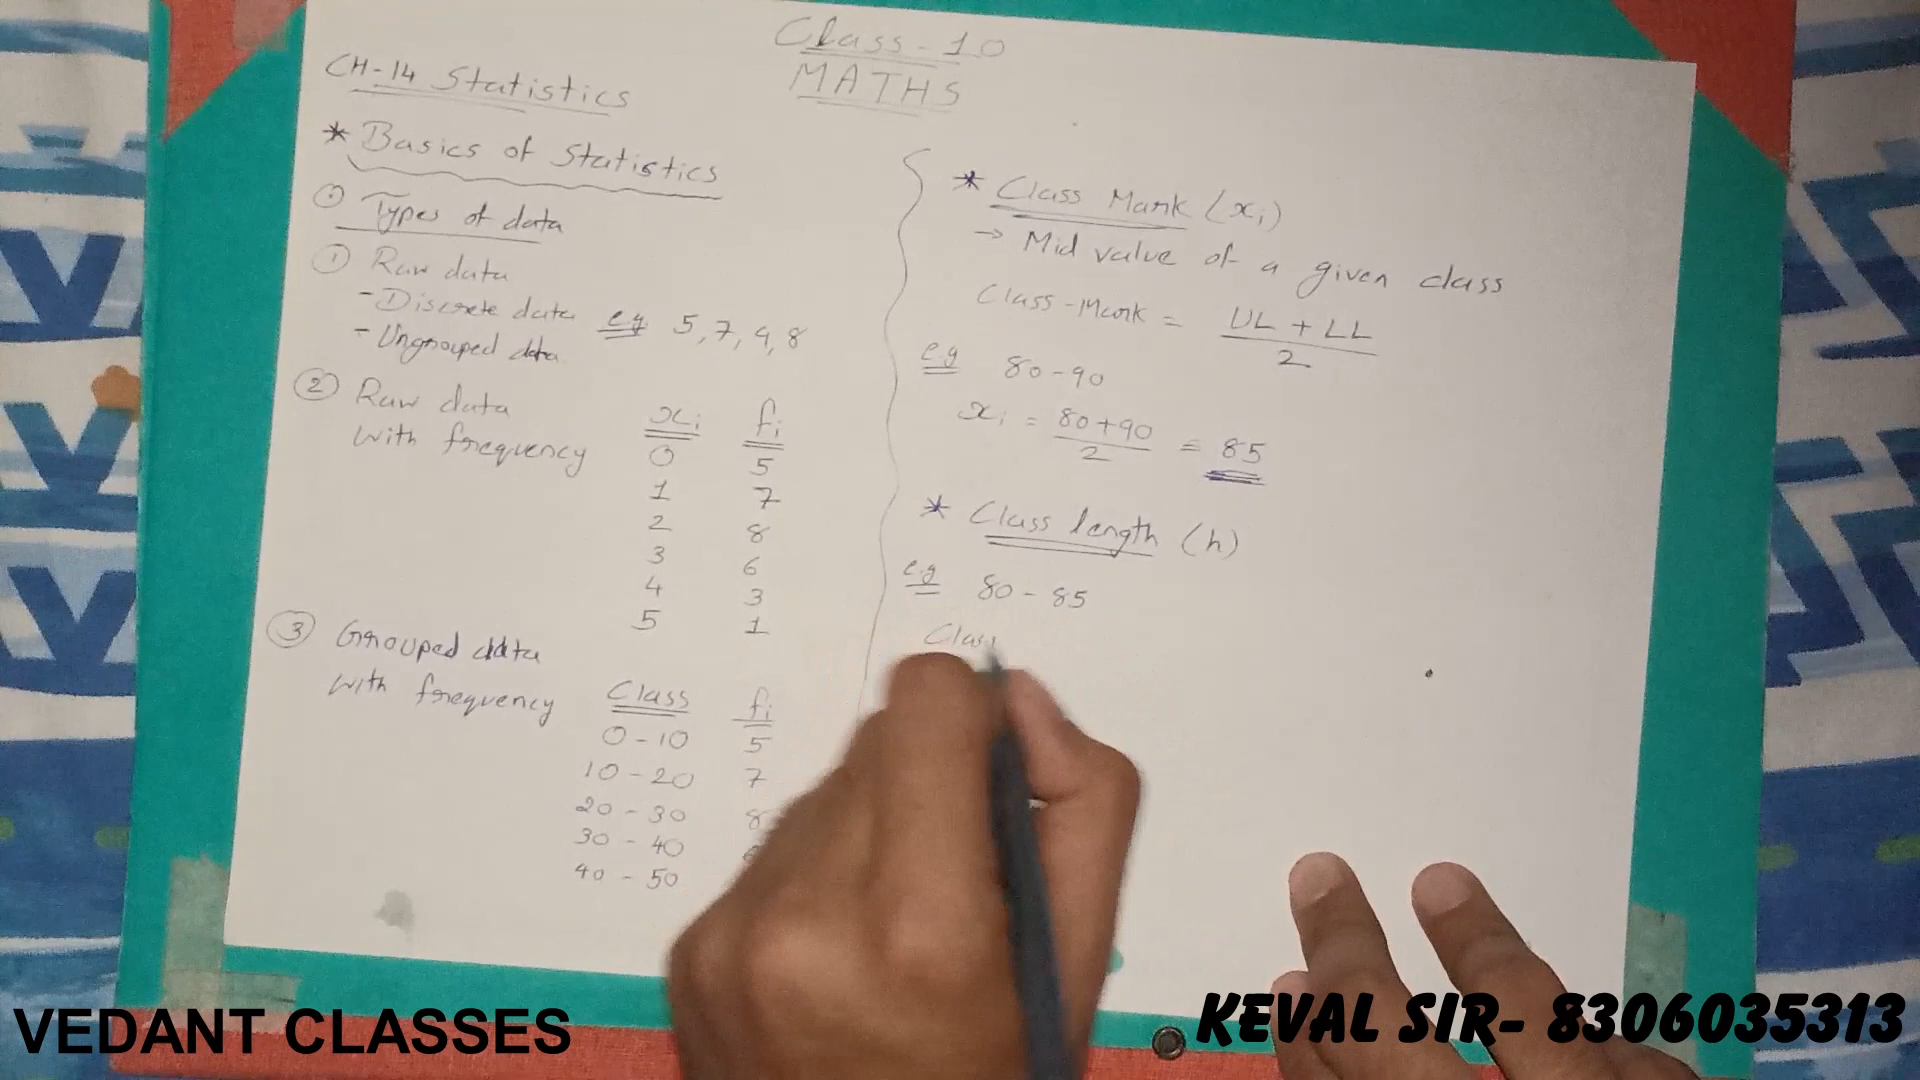 Class-10
MATHS
CH-14 Statistics
* Basics of Statistics
Types of data
① Raw data
- Discrete data eg 5, 7, 4, 8
- Ungrouped data
② Raw data
with frequency
xi fi
0 5
1 7
2 8
3 6
4 3
5 1
③ Grouped data
with frequency
Class fi
0-10 5
10-20 7
20-30 8
30-40
40-50
* Class Mark (xi)
→ Mid value of a given class
Class-Mark = UL + LL / 2
e.g 80-90
xi = 80+90 / 2 = 85
* Class length (h)
e.g 80-85
Class
VEDANT CLASSES
KEVAL SIR- 8306035313